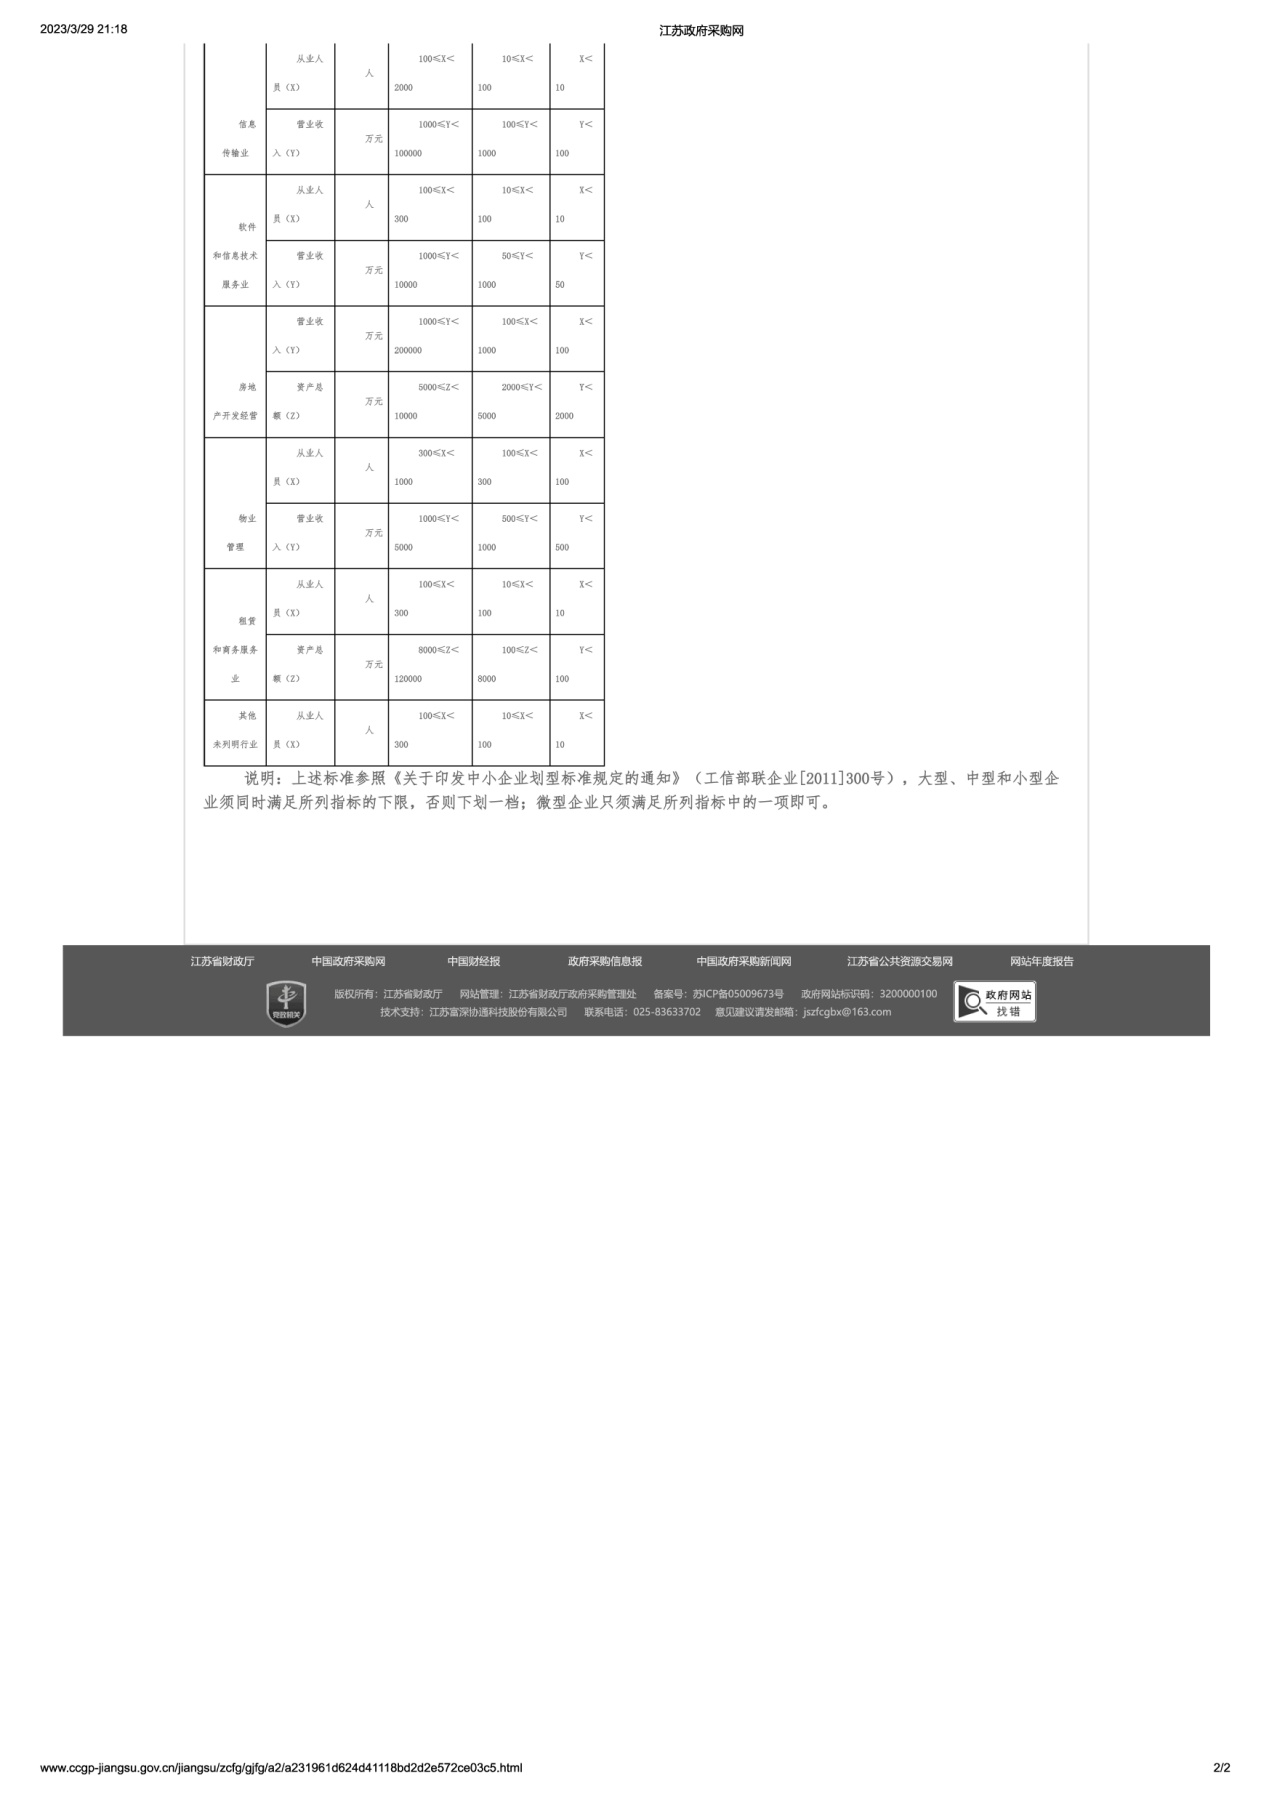 2023/3/29 21:18
江苏政府采购网
从业人 100≤X< 10≤X< X<
人
员（X） 2000 100 10
信息 营业收 1000≤Y< 100≤Y< Y<
万元
传输业 入（Y） 100000 1000 100
从业人 100≤X< 10≤X< X<
人
员（X） 300 100 10
软件
和信息技术 营业收 1000≤Y< 50≤Y< Y<
万元
服务业 入（Y） 10000 1000 50
营业收 1000≤Y< 100≤X< X<
万元
入（Y） 200000 1000 100
房地 资产总 5000≤Z< 2000≤Y< Y<
万元
产开发经营 额（Z） 10000 5000 2000
从业人 300≤X< 100≤X< X<
人
员（X） 1000 300 100
物业 营业收 1000≤Y< 500≤Y< Y<
万元
管理 入（Y） 5000 1000 500
从业人 100≤X< 10≤X< X<
人
员（X） 300 100 10
租赁
和商务服务 资产总 8000≤Z< 100≤Z< Y<
万元
业 额（Z） 120000 8000 100
其他 从业人 100≤X< 10≤X< X<
人
未列明行业 员（X） 300 100 10
说明：上述标准参照《关于印发中小企业划型标准规定的通知》（工信部联企业[2011]300号），大型、中型和小型企
业须同时满足所列指标的下限，否则下划一档；微型企业只须满足所列指标中的一项即可。
江苏省财政厅 中国政府采购网 中国财经报 政府采购信息报 中国政府采购新闻网 江苏省公共资源交易网 网站年度报告
版权所有：江苏省财政厅 网站管理：江苏省财政厅政府采购管理处 备案号：苏ICP备05009673号 政府网站标识码：3200000100
技术支持：江苏富深协通科技股份有限公司 联系电话：025-83633702 意见建议请发邮箱：jszfcgbx@163.com
党政机关
政府网站
找错
www.ccgp-jiangsu.gov.cn/jiangsu/zcfg/gjfg/a2/a231961d624d41118bd2d2e572ce03c5.html
2/2